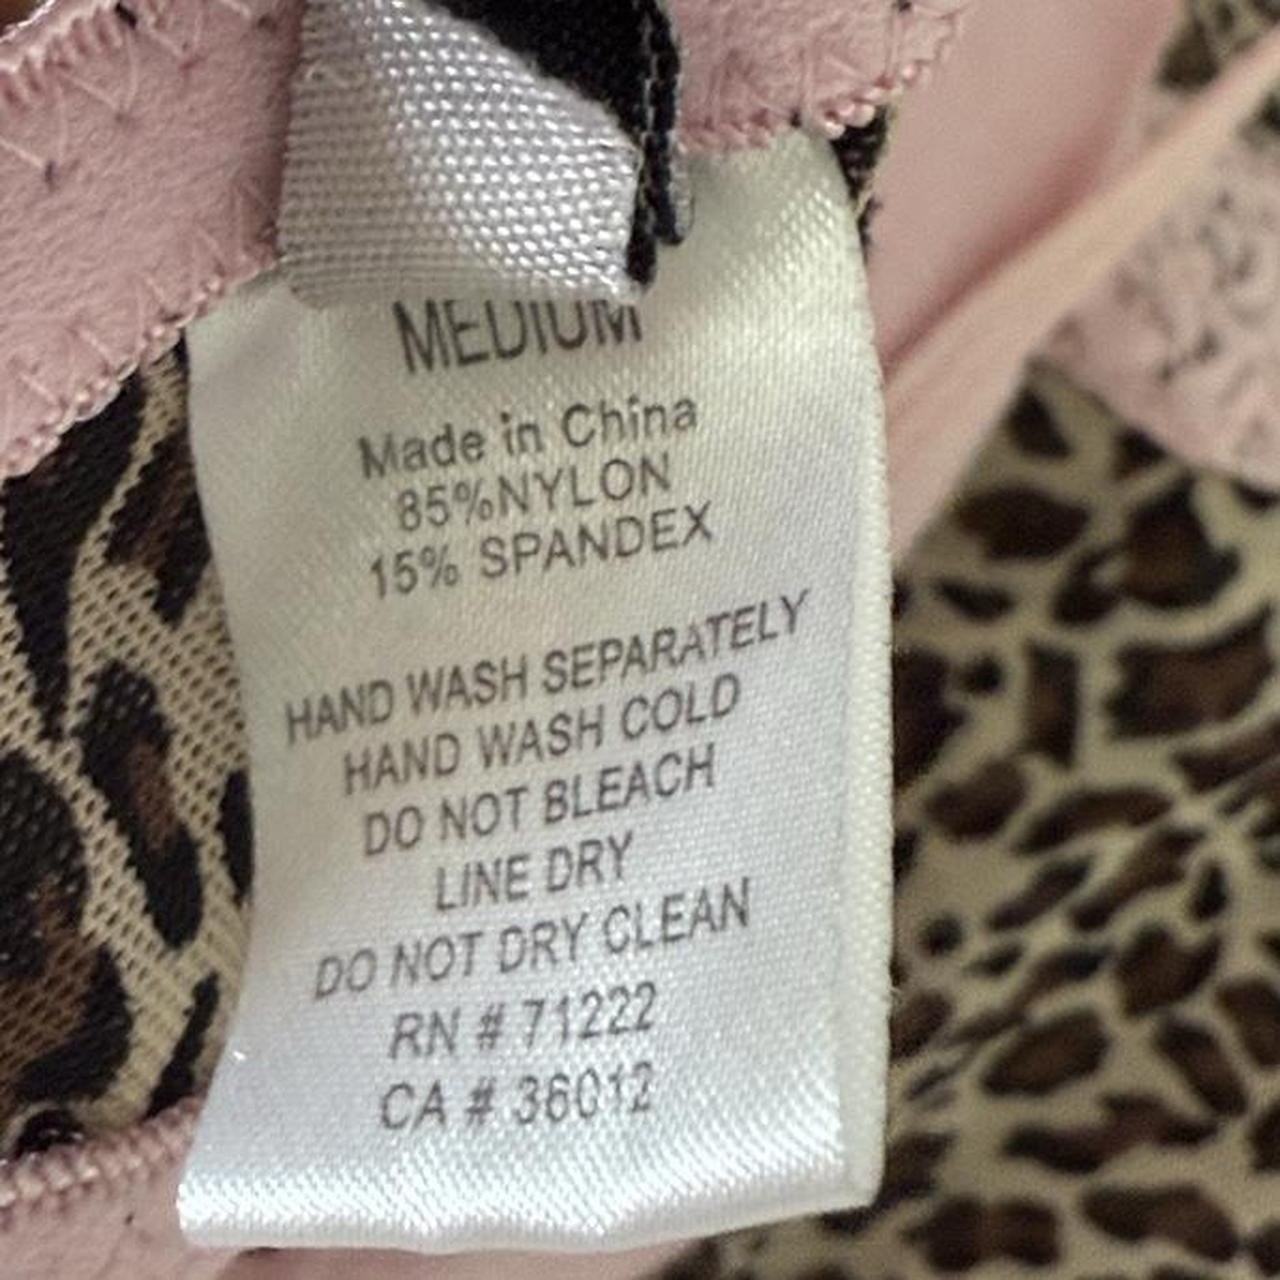 MEDIUM
Made in China
85%NYLON
15% SPANDEX
HAND WASH SEPARATELY
HAND WASH COLD
DO NOT BLEACH
LINE DRY
DO NOT DRY CLEAN
RN # 71222
CA # 36012